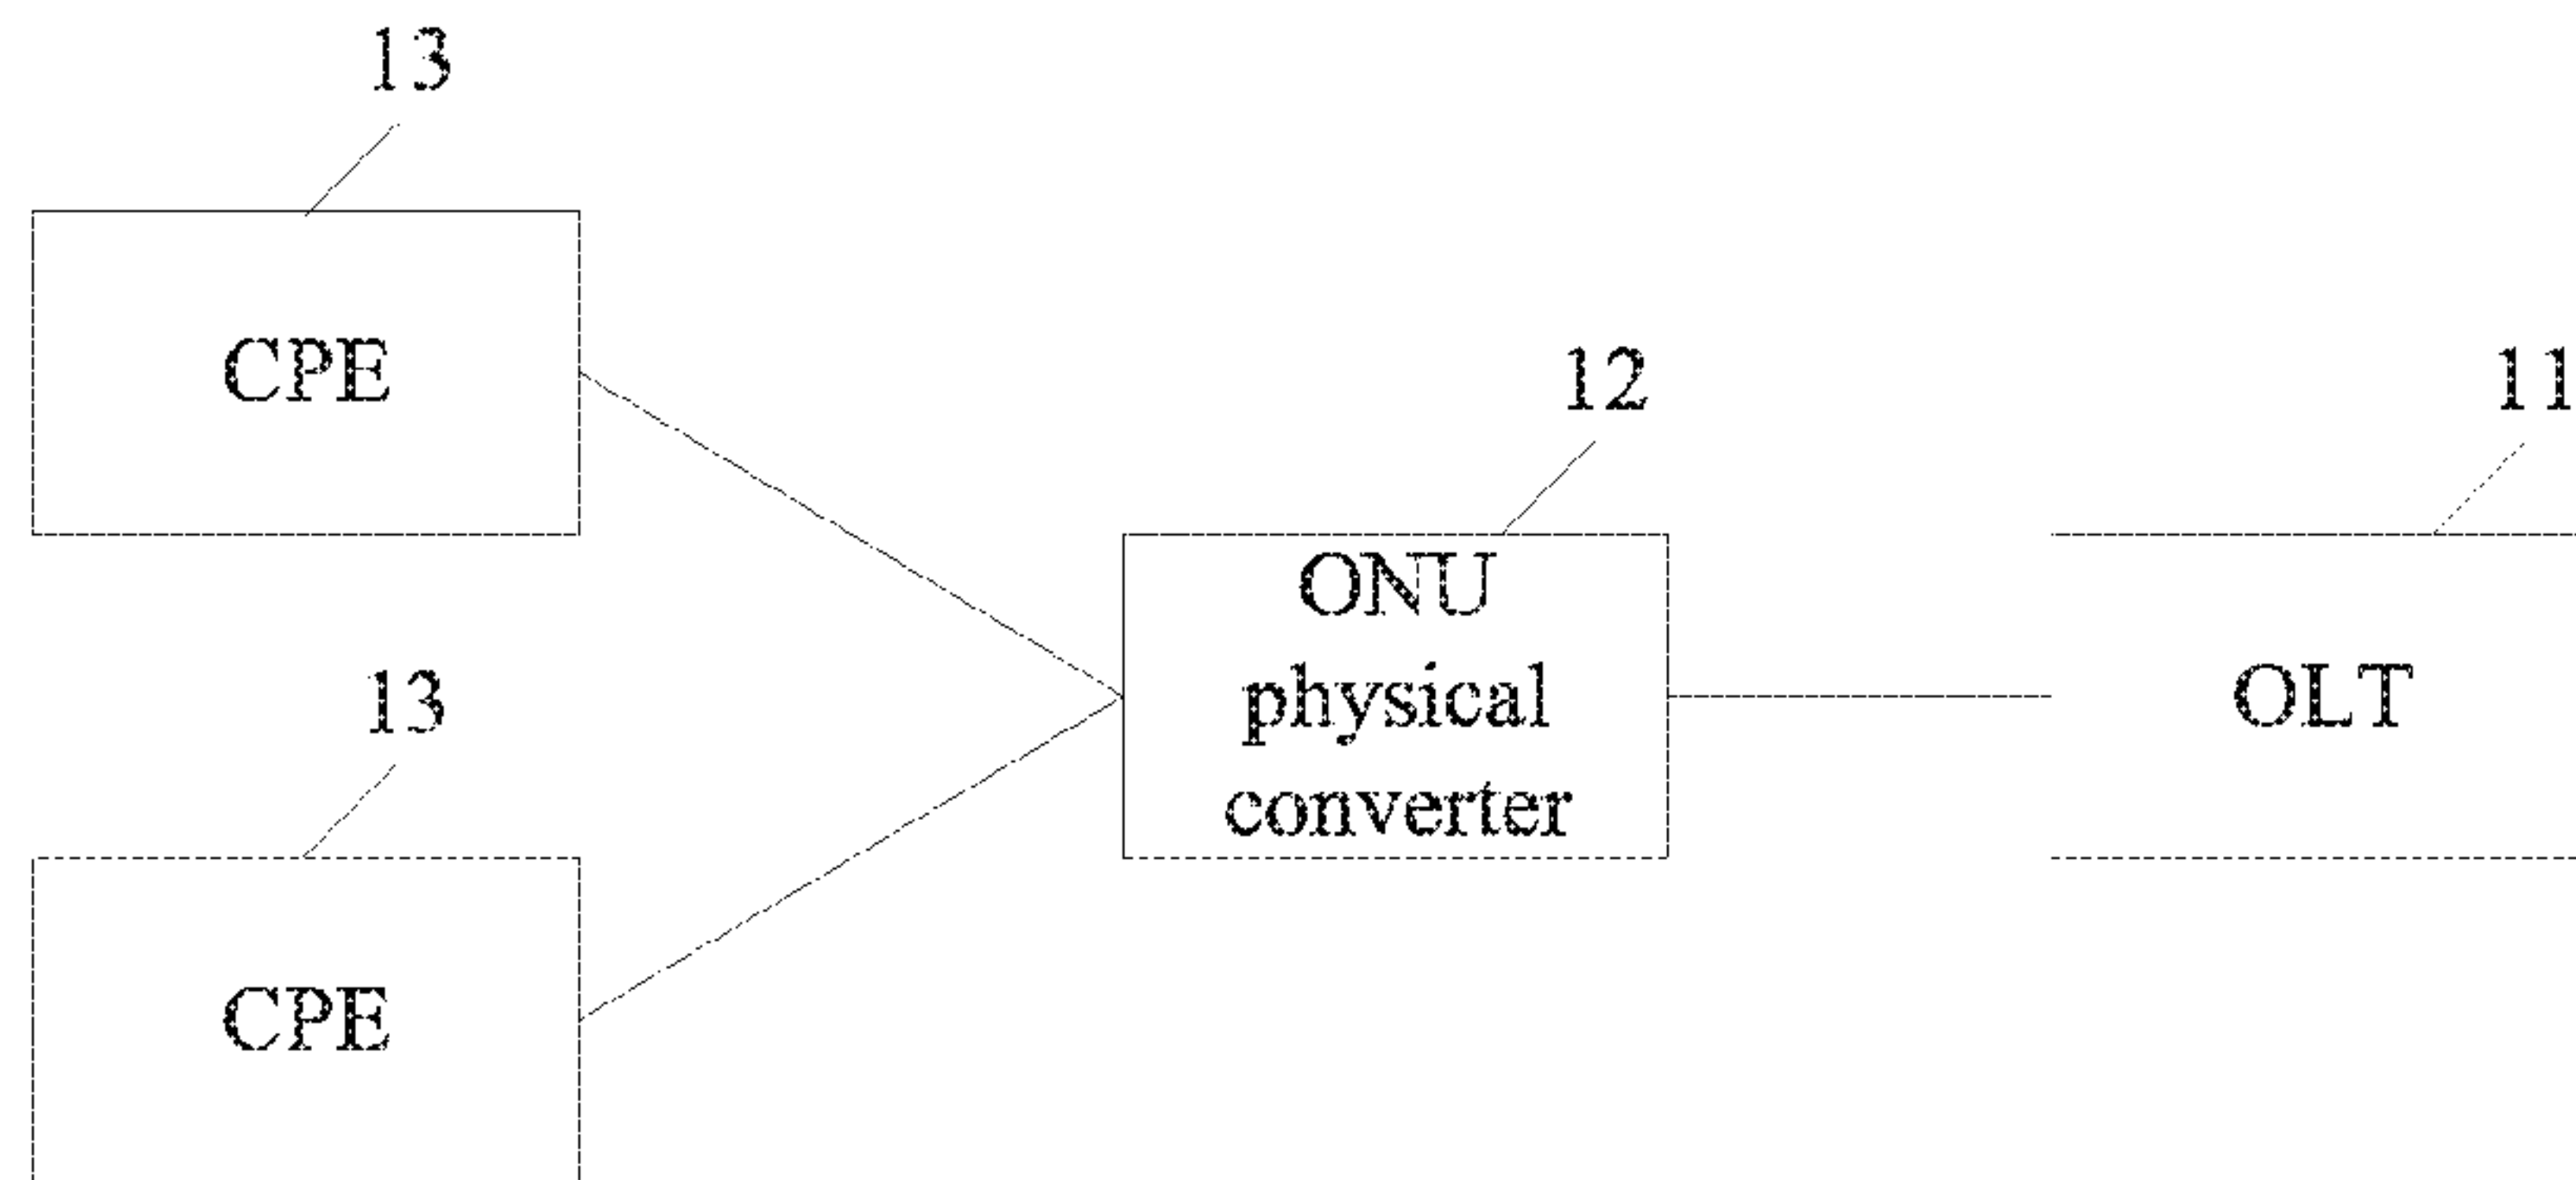 13
CPE
12
11
ONU
physical
converter
OLT
13
CPE